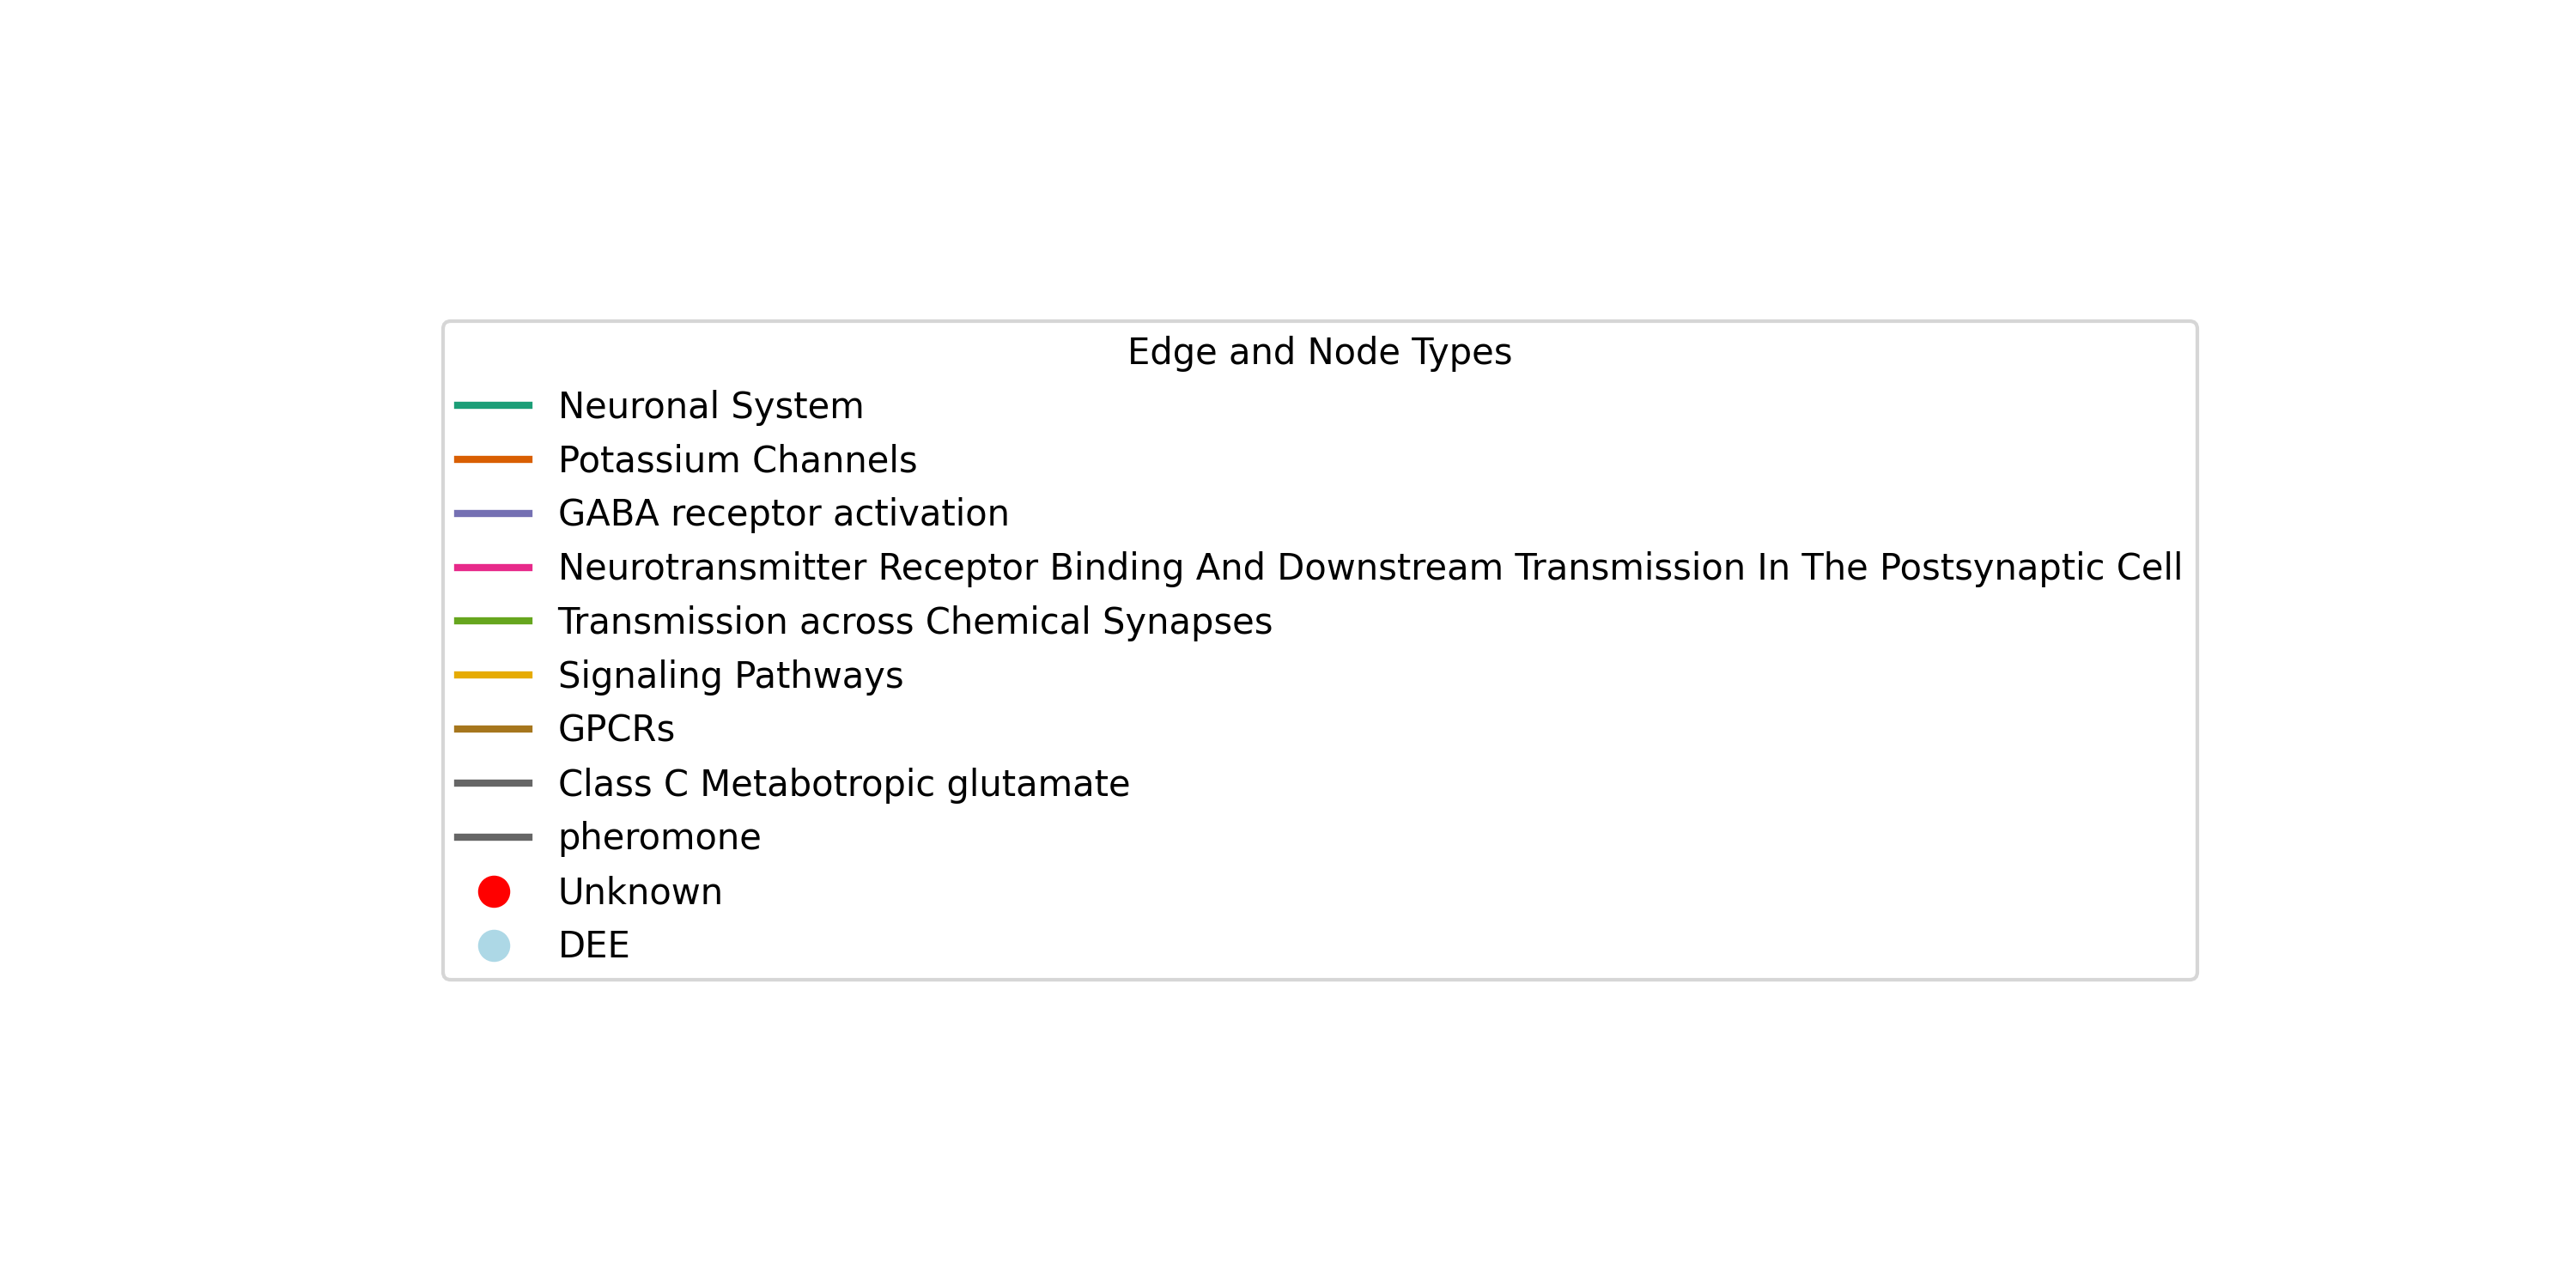 Edge and Node Types
Neuronal System
Potassium Channels
GABA receptor activation
Neurotransmitter Receptor Binding And Downstream Transmission In The Postsynaptic Cell
Transmission across Chemical Synapses
Signaling Pathways
GPCRs
Class C Metabotropic glutamate
pheromone
Unknown
DEE